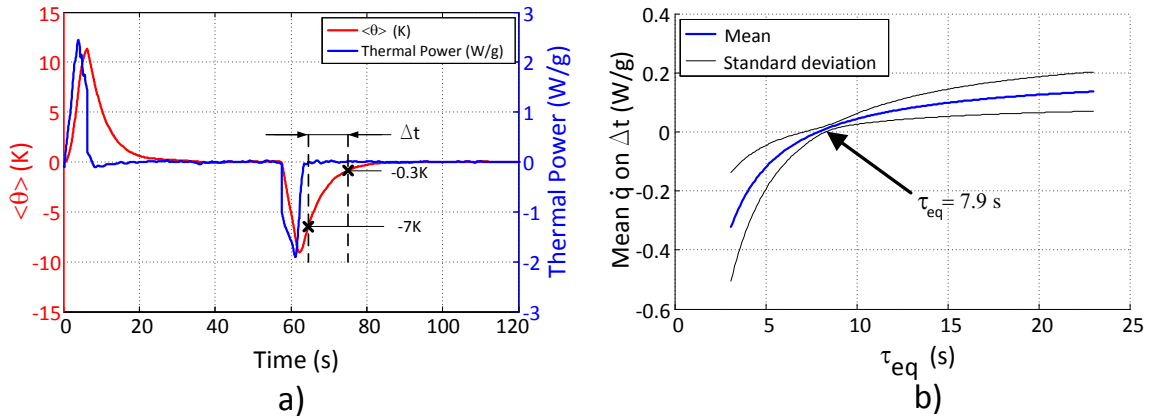 <θ> (K)
15
10
5
0
-5
-10
-15
<θ> (K)
Thermal Power (W/g)
Δt
-0.3K
-7K
3
2
1
0
-1
-2
-3
Thermal Power (W/g)
0 20 40 60 80 100 120
Time (s)
a)
Mean q̇ on Δt (W/g)
0.4
0.2
0
-0.2
-0.4
-0.6
Mean
Standard deviation
τeq= 7.9 s
0 5 10 15 20 25
τeq (s)
b)